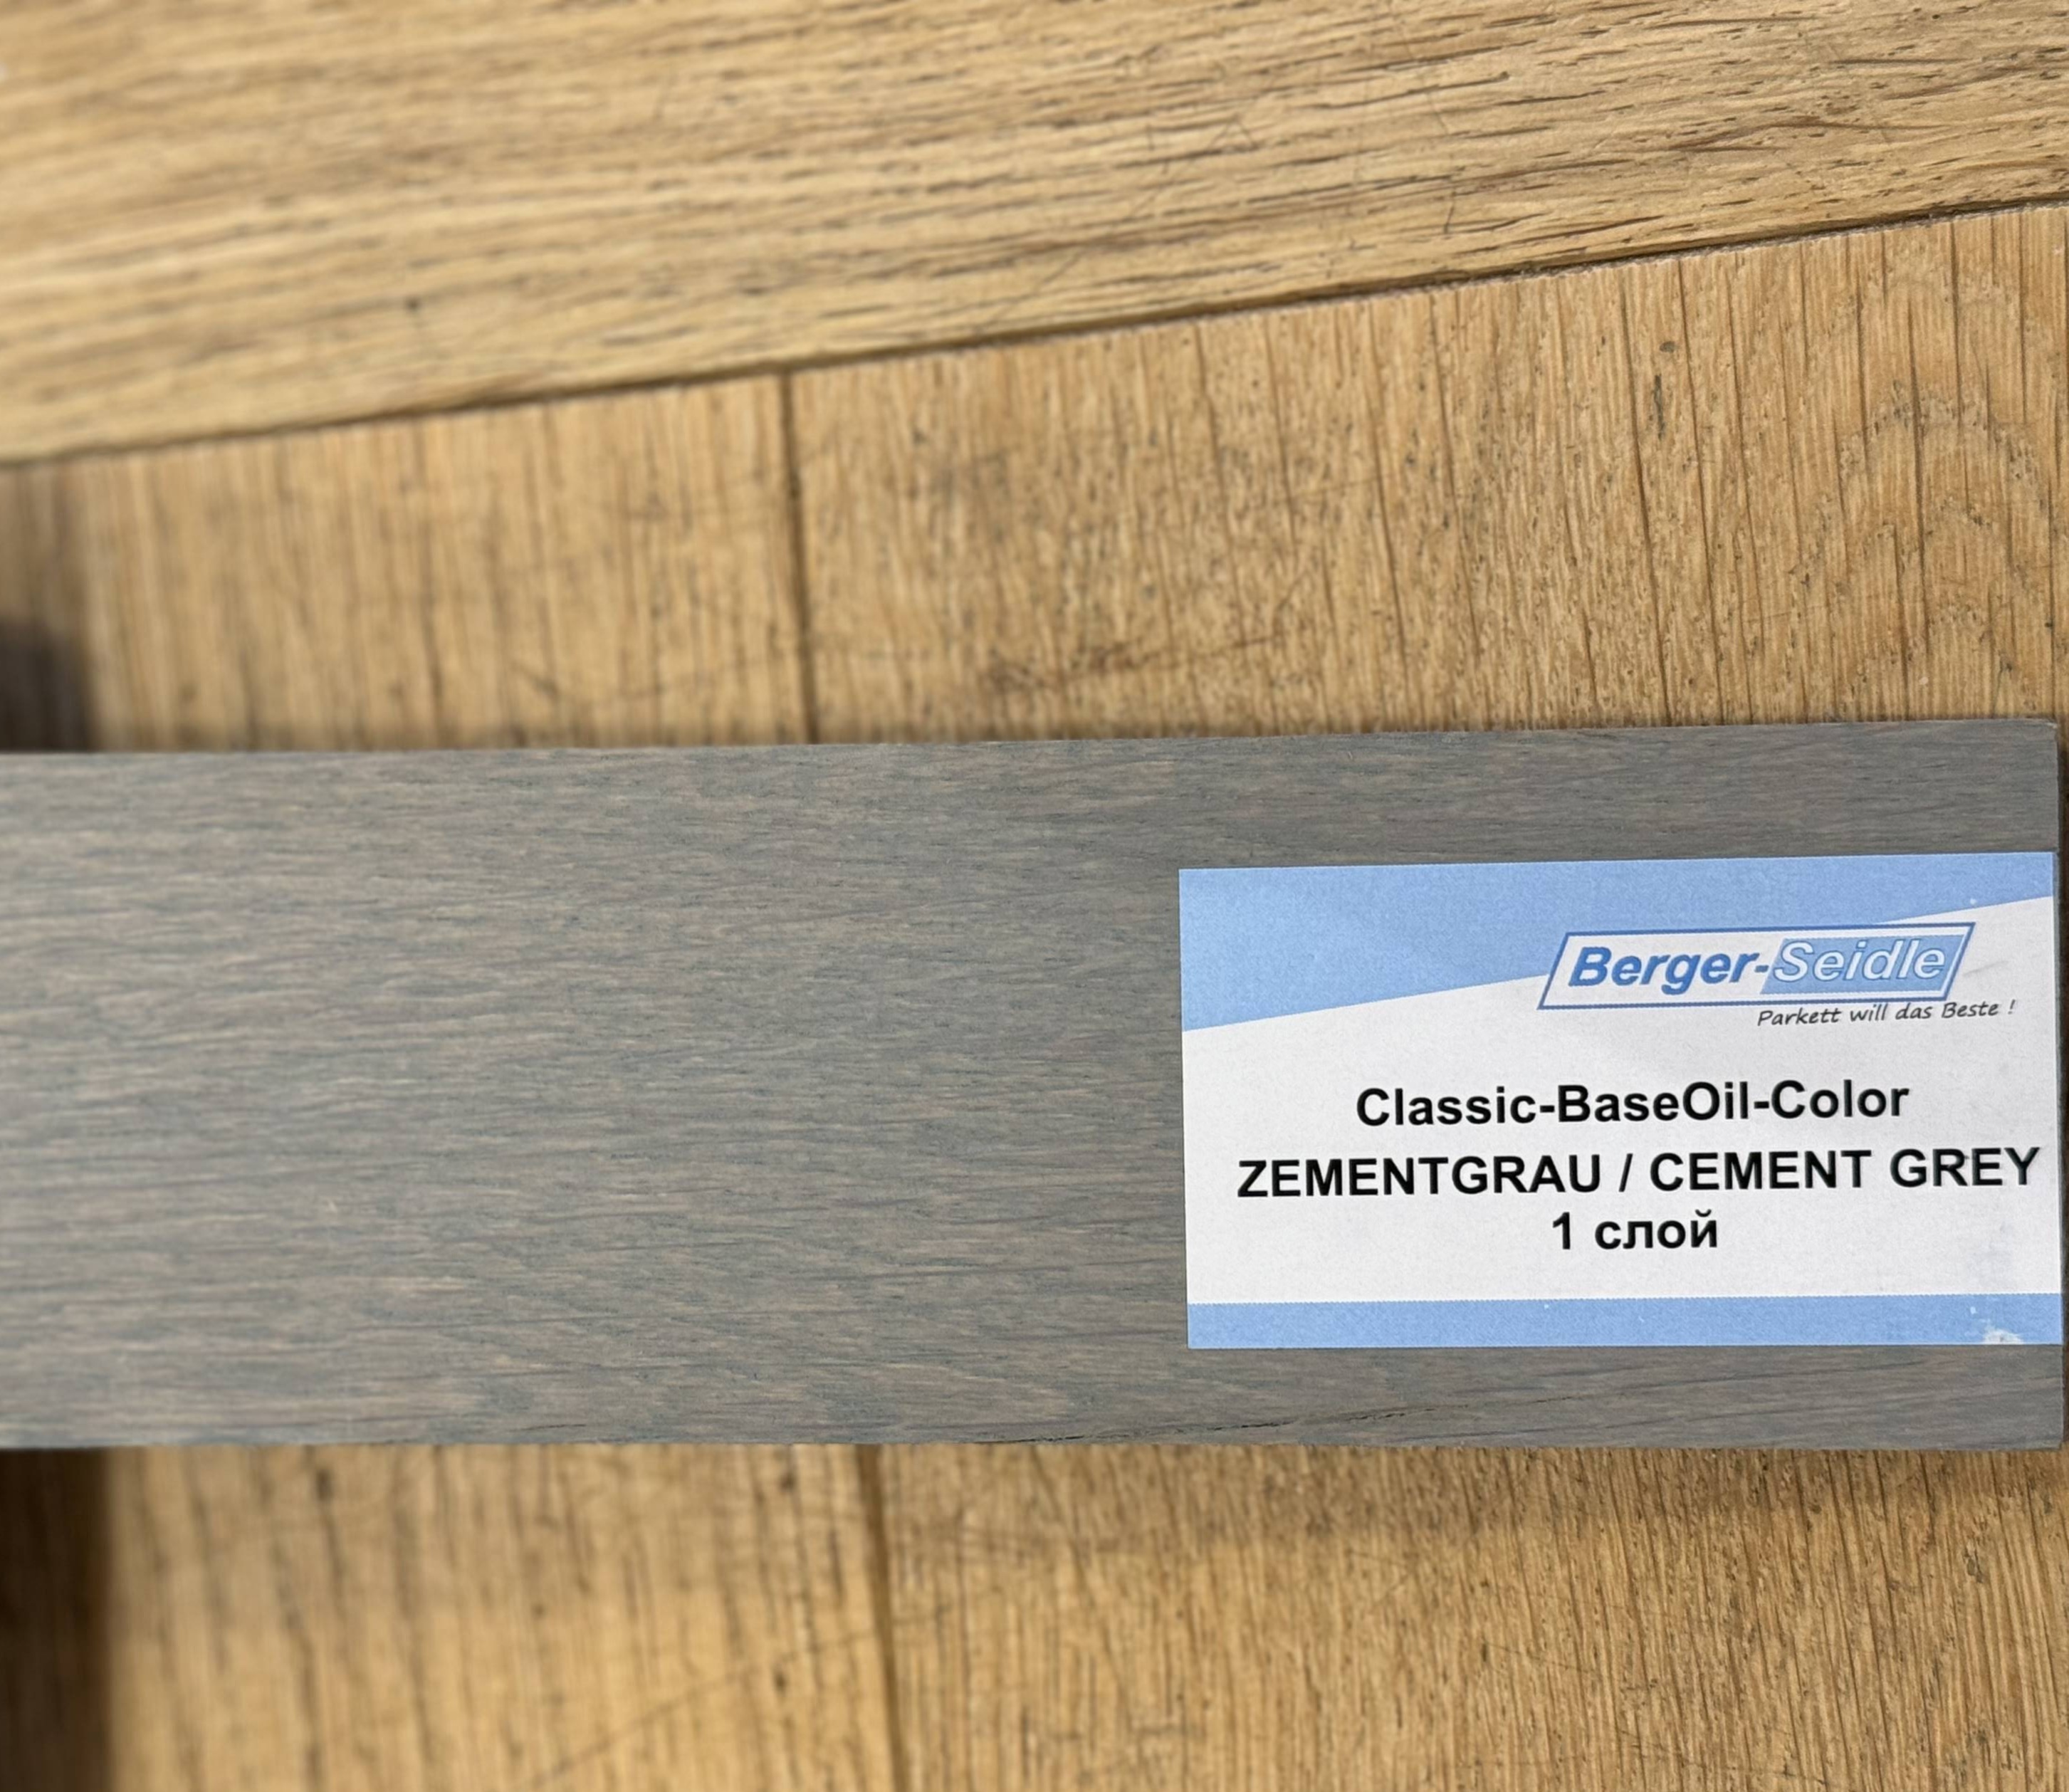 Berger-Seidle
Parkett will das Beste !
Classic-BaseOil-Color
ZEMENTGRAU / CEMENT GREY
1 слой